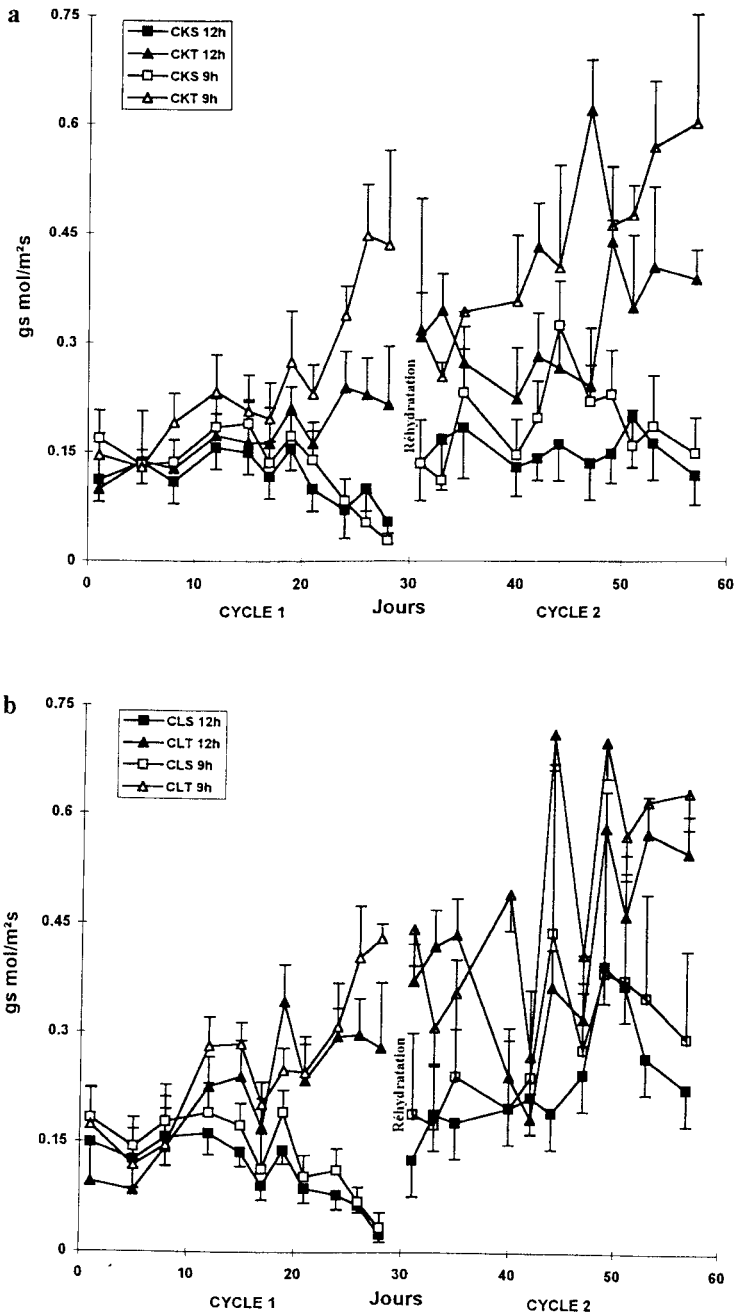 a
0.75
CKS 12h
CKT 12h
CKS 9h
CKT 9h
0.6
0.45
gs mol/m²s
0.3
Réhydratation
0.15
0
0 10 20 30 40 50 60
CYCLE 1 Jours CYCLE 2
b
0.75
CLS 12h
CLT 12h
CLS 9h
CLT 9h
0.6
0.45
gs mol/m²s
0.3
Réhydratation
0.15
0
0 10 20 30 40 50 60
CYCLE 1 Jours CYCLE 2